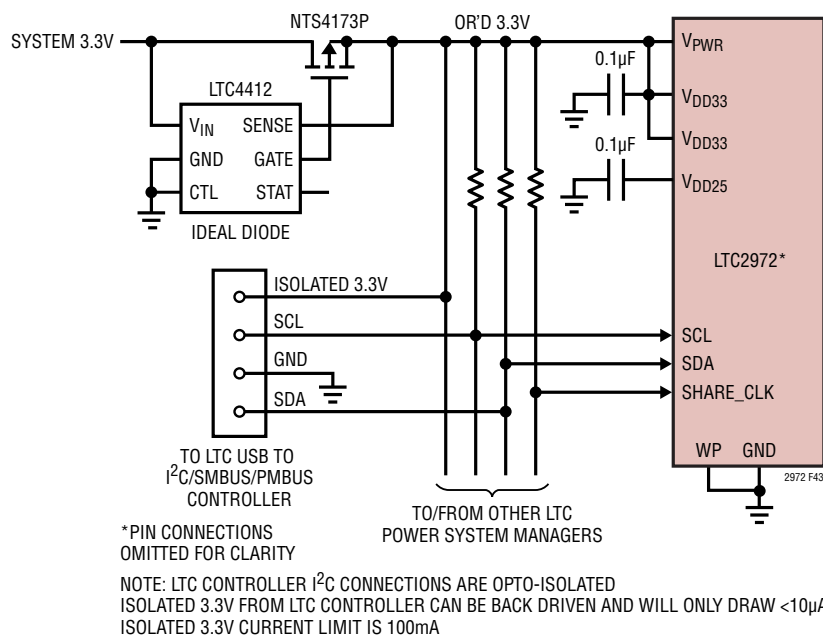 NTS4173P
SYSTEM 3.3V
OR'D 3.3V
LTC4412
VIN
SENSE
GND
GATE
CTL
STAT
IDEAL DIODE
0.1µF
0.1µF
VPWR
VDD33
VDD33
VDD25
LTC2972*
SCL
SDA
SHARE_CLK
WP
GND
2972 F43
ISOLATED 3.3V
SCL
GND
SDA
TO LTC USB TO
I2C/SMBUS/PMBUS
CONTROLLER
TO/FROM OTHER LTC
POWER SYSTEM MANAGERS
*PIN CONNECTIONS
OMITTED FOR CLARITY
NOTE: LTC CONTROLLER I2C CONNECTIONS ARE OPTO-ISOLATED
ISOLATED 3.3V FROM LTC CONTROLLER CAN BE BACK DRIVEN AND WILL ONLY DRAW <10µA
ISOLATED 3.3V CURRENT LIMIT IS 100mA